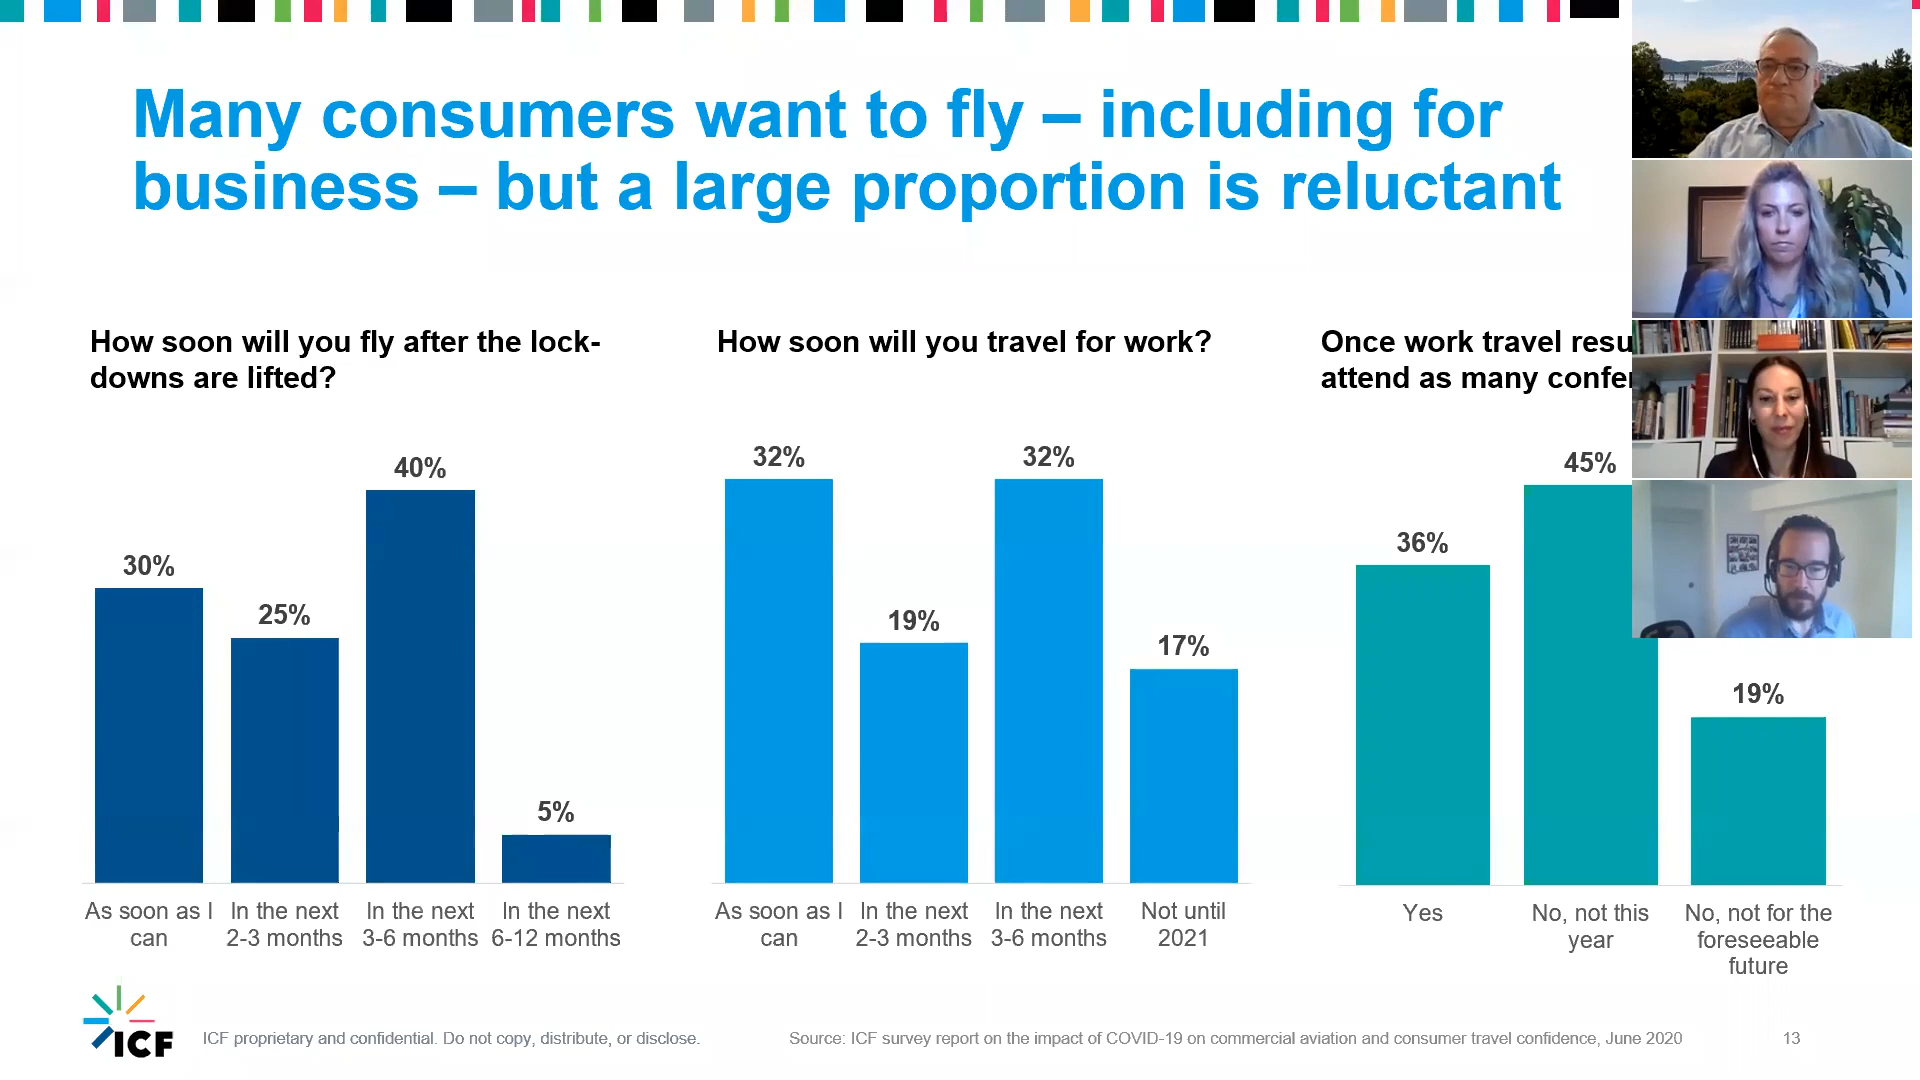 Many consumers want to fly – including for
business – but a large proportion is reluctant
How soon will you fly after the lock-
downs are lifted?
30%
25%
40%
5%
As soon as I
can
In the next
2-3 months
In the next
3-6 months
In the next
6-12 months
How soon will you travel for work?
32%
19%
32%
17%
As soon as I
can
In the next
2-3 months
In the next
3-6 months
Not until
2021
Once work travel resu
attend as many confer
36%
45%
19%
Yes
No, not this
year
No, not for the
foreseeable
future
ICF
ICF proprietary and confidential. Do not copy, distribute, or disclose.
Source: ICF survey report on the impact of COVID-19 on commercial aviation and consumer travel confidence, June 2020
13